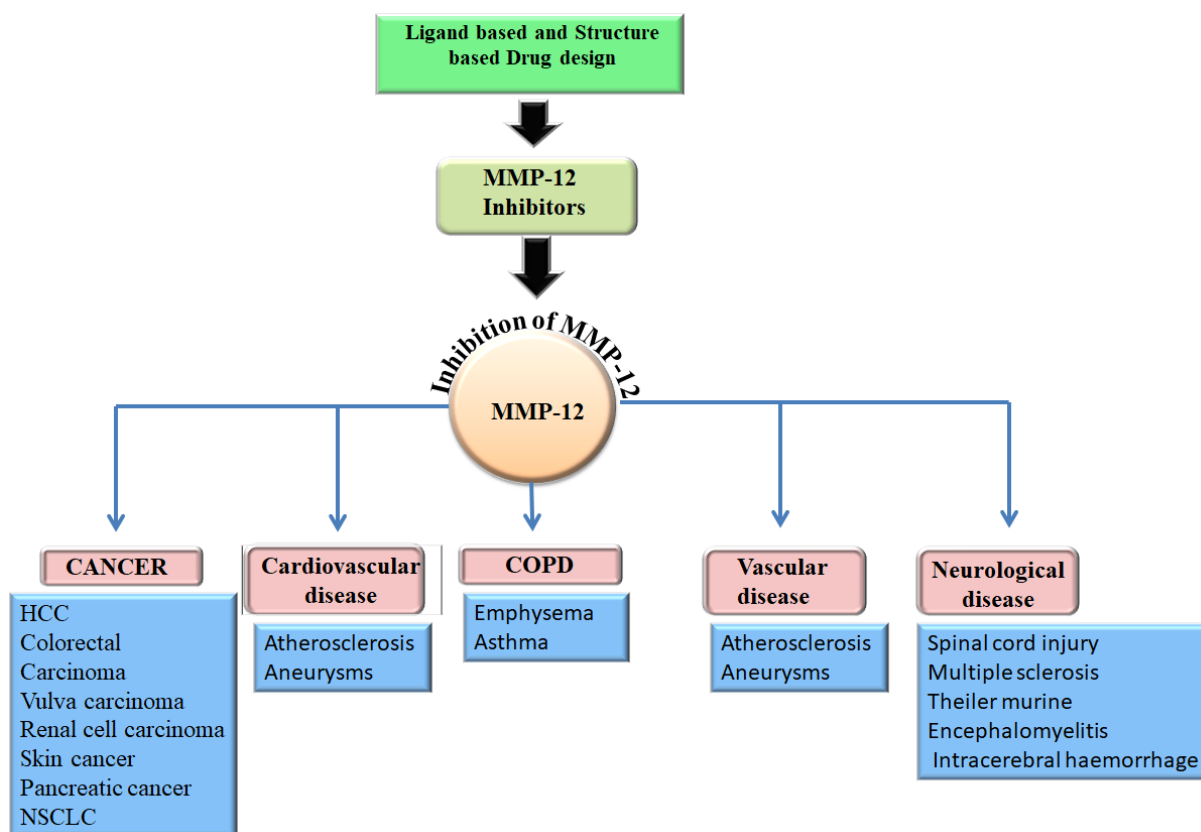 Ligand based and Structure
based Drug design
MMP-12
Inhibitors
Inhibition of MMP-12
MMP-12
CANCER
HCC
Colorectal
Carcinoma
Vulva carcinoma
Renal cell carcinoma
Skin cancer
Pancreatic cancer
NSCLC
Cardiovascular
disease
Atherosclerosis
Aneurysms
COPD
Emphysema
Asthma
Vascular
disease
Atherosclerosis
Aneurysms
Neurological
disease
Spinal cord injury
Multiple sclerosis
Theiler murine
Encephalomyelitis
Intracerebral haemorrhage